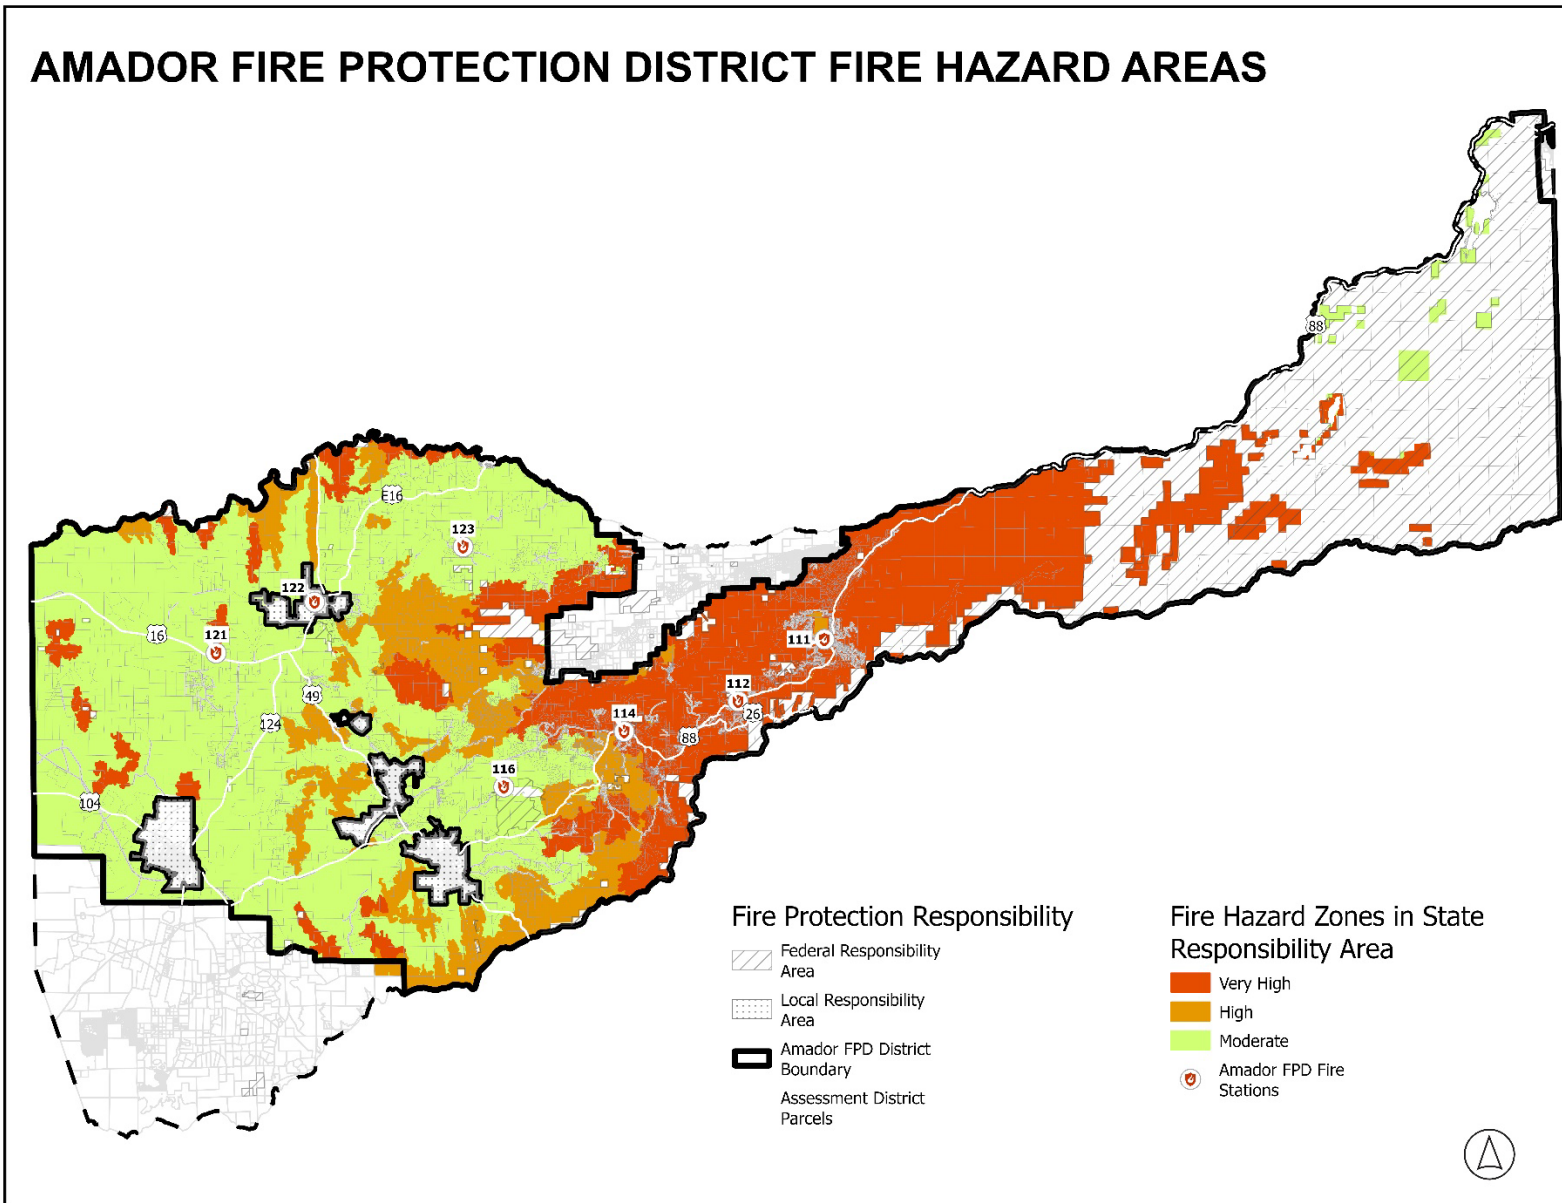 AMADOR FIRE PROTECTION DISTRICT FIRE HAZARD AREAS
88
E16
123
122
16
121
111
49
112
114
26
124
88
116
104
Fire Protection Responsibility
Federal Responsibility
Area
Local Responsibility
Area
Amador FPD District
Boundary
Assessment District
Parcels
Fire Hazard Zones in State
Responsibility Area
Very High
High
Moderate
Amador FPD Fire
Stations